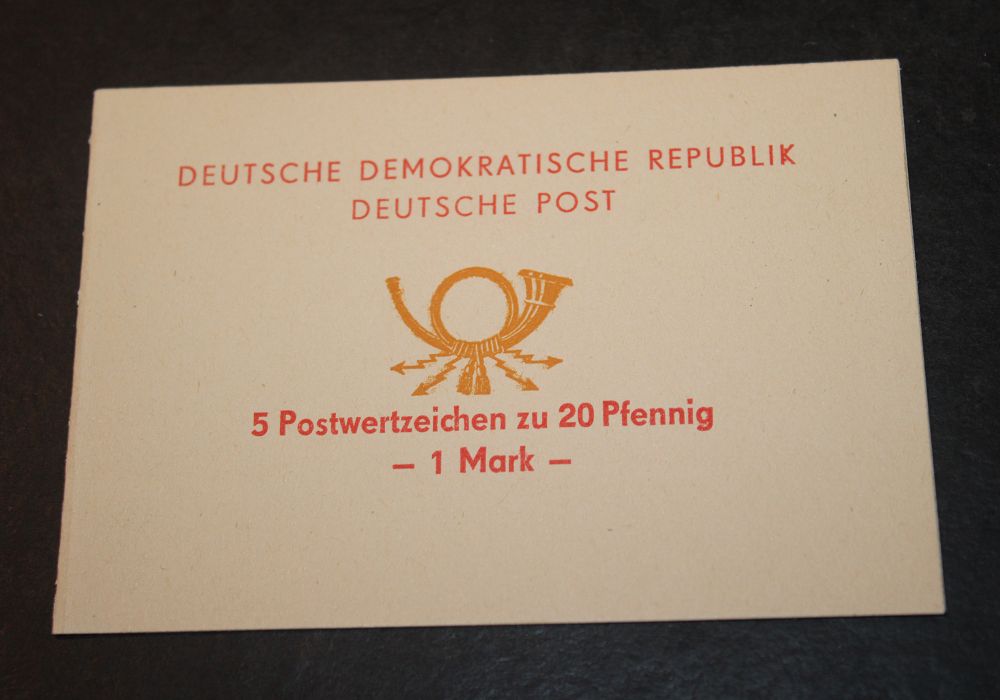 DEUTSCHE DEMOKRATISCHE REPUBLIK
DEUTSCHE POST
5 Postwertzeichen zu 20 Pfennig
– 1 Mark –